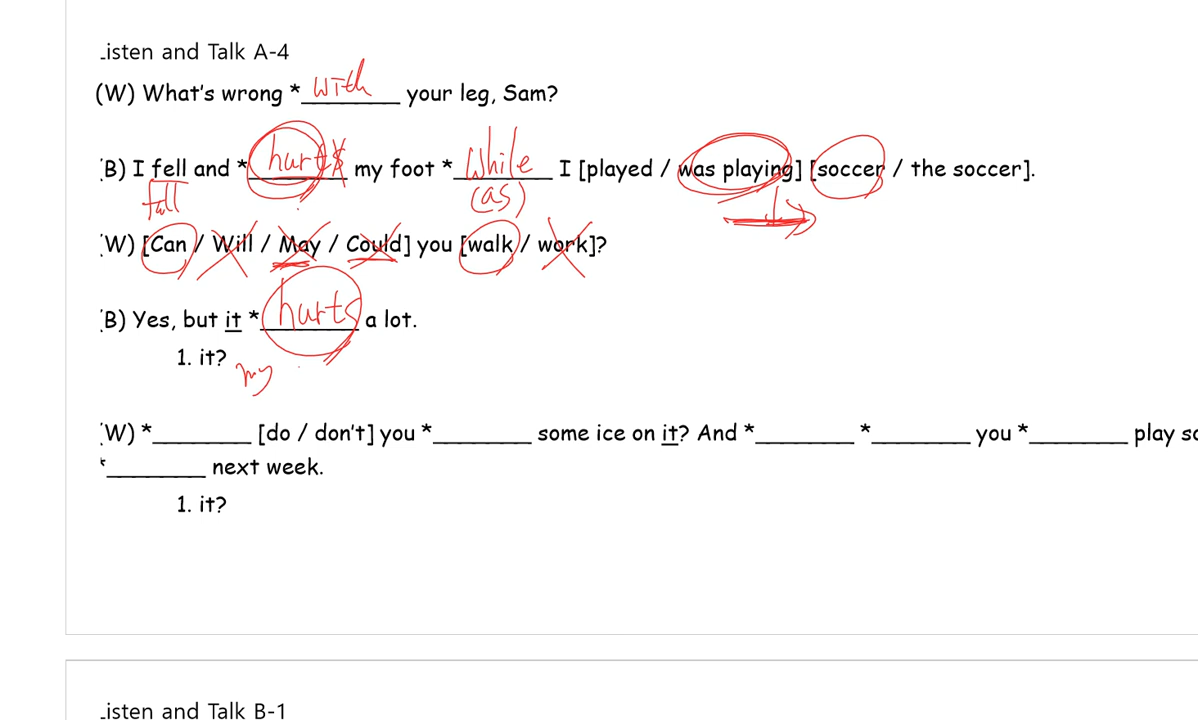 isten and Talk A-4
(W) What's wrong * with your leg, Sam?
B) I fell and * hurt my foot * While I [played / was playing] [soccer / the soccer].
fall (as)
W) [Can / Will / May / Could] you [walk / work]?
B) Yes, but it * hurts a lot.
1. it? my
W) *________ [do / don't] you *________ some ice on it? And *________ *________ you *________ play
*________ next week.
1. it?
isten and Talk B-1